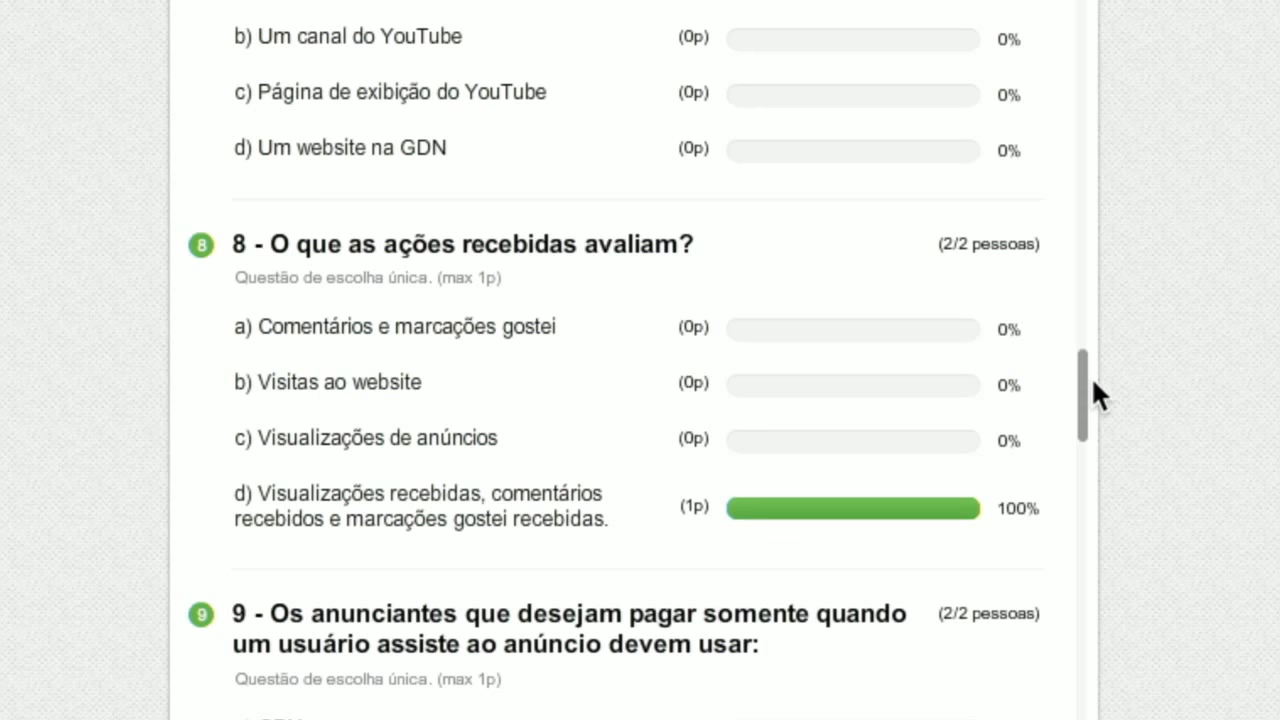 b) Um canal do YouTube (0p) 0%
c) Página de exibição do YouTube (0p) 0%
d) Um website na GDN (0p) 0%
8 8 - O que as ações recebidas avaliam? (2/2 pessoas)
Questão de escolha única. (max 1p)
a) Comentários e marcações gostei (0p) 0%
b) Visitas ao website (0p) 0%
c) Visualizações de anúncios (0p) 0%
d) Visualizações recebidas, comentários
recebidos e marcações gostei recebidas. (1p) 100%
9 9 - Os anunciantes que desejam pagar somente quando (2/2 pessoas)
um usuário assiste ao anúncio devem usar:
Questão de escolha única. (max 1p)